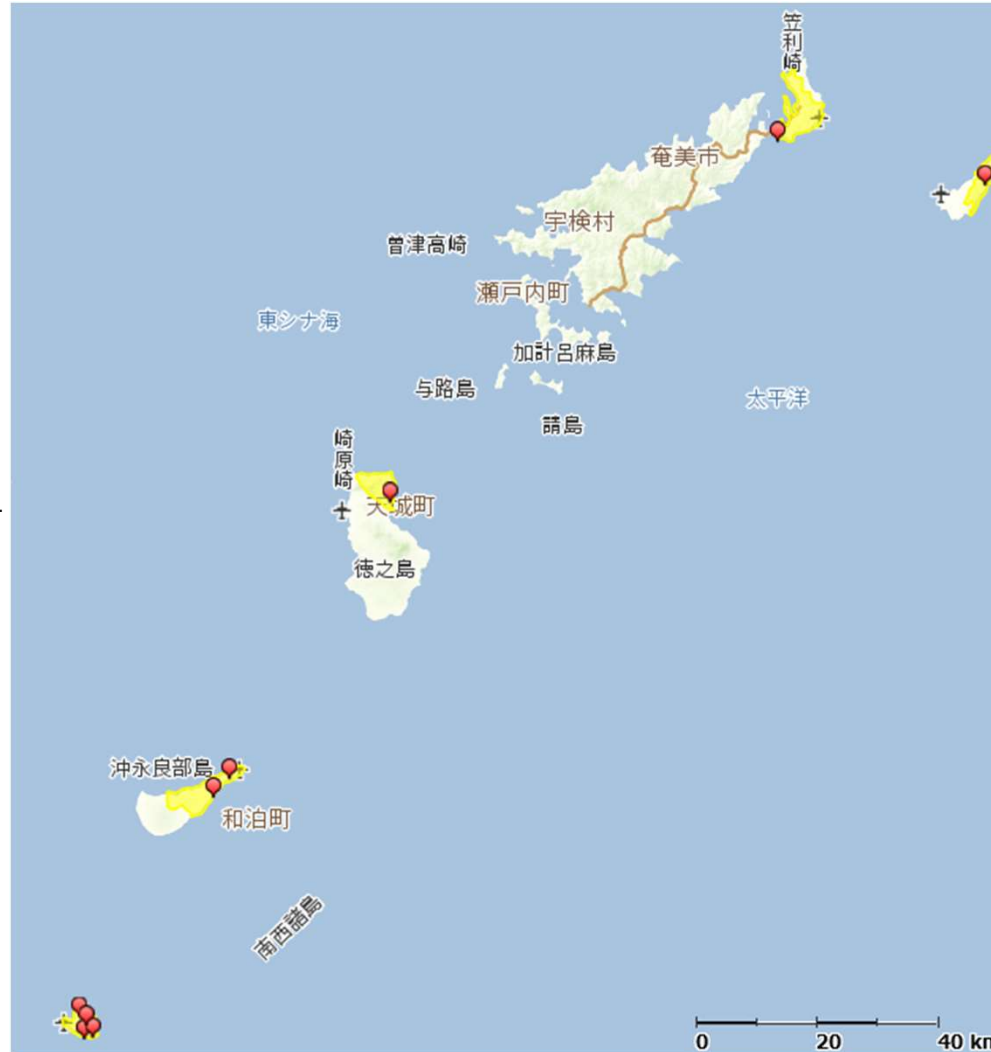 笠利崎
奄美市
宇検村
曽津高崎
瀬戸内町
東シナ海
加計呂麻島
与路島
太平洋
請島
崎原崎
天城町
徳之島
沖永良部島
和泊町
南西諸島
0 20 40 km